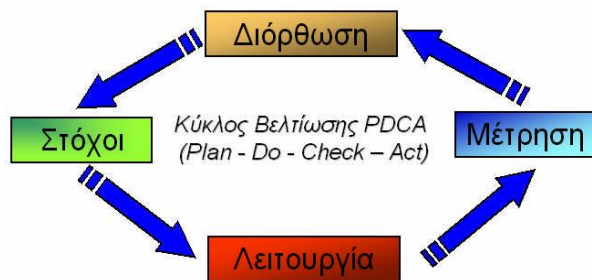 Διόρθωση
Κύκλος Βελτίωσης PDCA
(Plan - Do - Check – Act)
Στόχοι
Μέτρηση
Λειτουργία